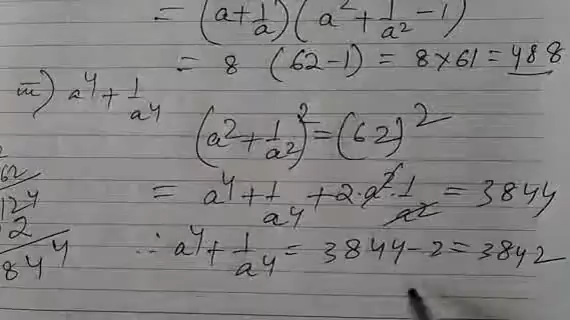 = (a + 1/a) (a² + 1/a² - 1)
= 8 (62-1) = 8×61 = 488
iii) a⁴ + 1/a⁴
(a² + 1/a²)² = (62)²
62
= a⁴ + 1/a⁴ + 2·a²·1/a² = 3844
124
2
∴ a⁴ + 1/a⁴ = 3844 - 2 = 3842
844